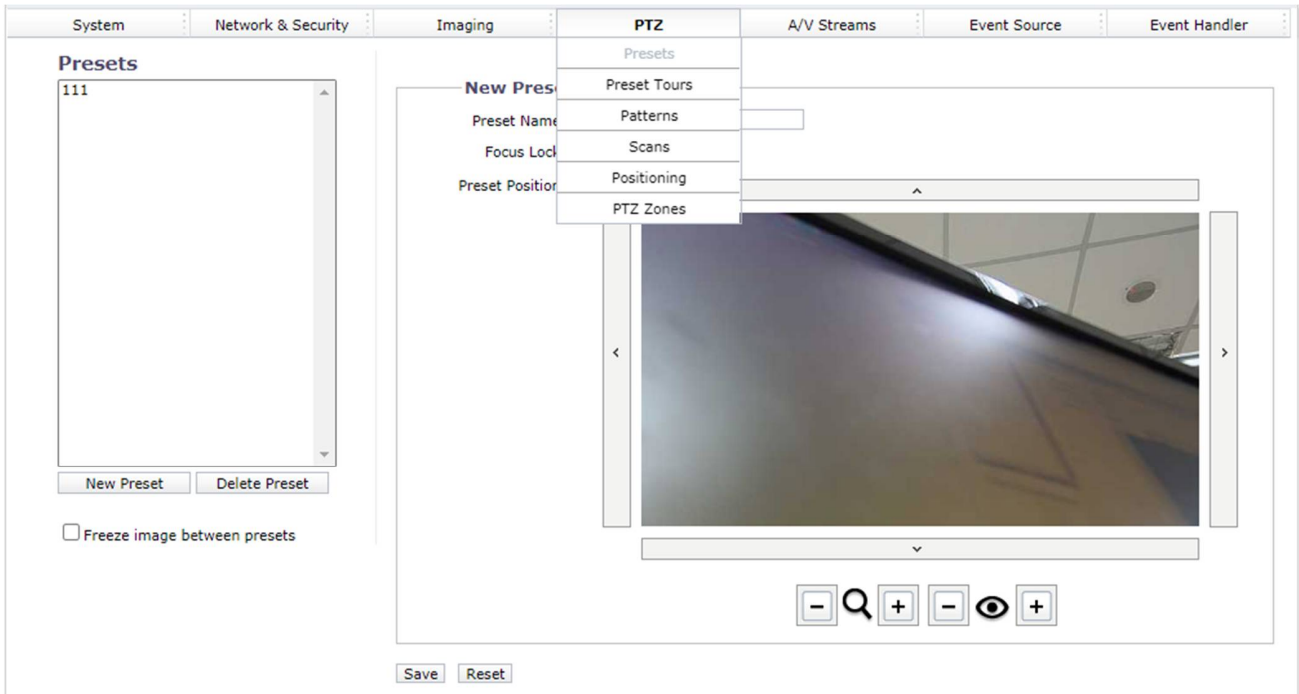 System Network & Security Imaging PTZ A/V Streams Event Source Event Handler
Presets
Preset Tours
Patterns
Scans
Positioning
PTZ Zones
Presets
111
New Preset Delete Preset
Freeze image between presets
New Prese
Preset Name
Focus Lock
Preset Position
Save Reset